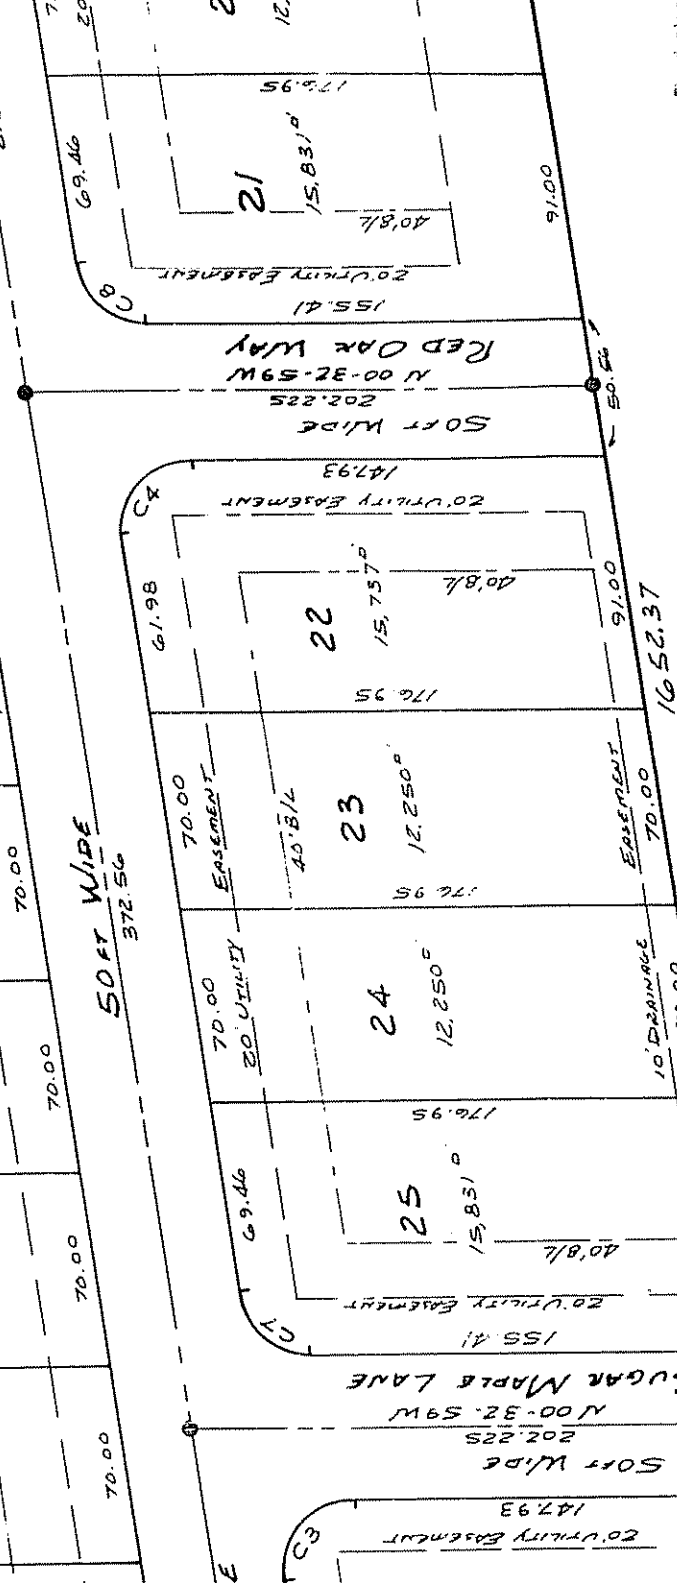 176.95
69.46
21
15,831
40' B/L
91.00
20' UTILITY EASEMENT
155.41
C8
RED OAK WAY
N 00-32-59W
202.225
50 FT WIDE
50.56
147.93
20' UTILITY EASEMENT
C4
40' B/L
61.98
22
15,737
91.00
1652.37
176.95
70.00
EASEMENT
40' B/L
23
12,250
EASEMENT
70.00
70.00
50 FT WIDE
372.56
176.95
70.00
20' UTILITY
24
12,250
10' DRAINAGE
70.00
176.95
69.46
25
15,831
40' B/L
70.00
20' UTILITY EASEMENT
C7
155.41
SUGAR MAPLE LANE
N 00-32-59W
202.225
50 FT WIDE
70.00
147.93
C3
20' UTILITY EASEMENT